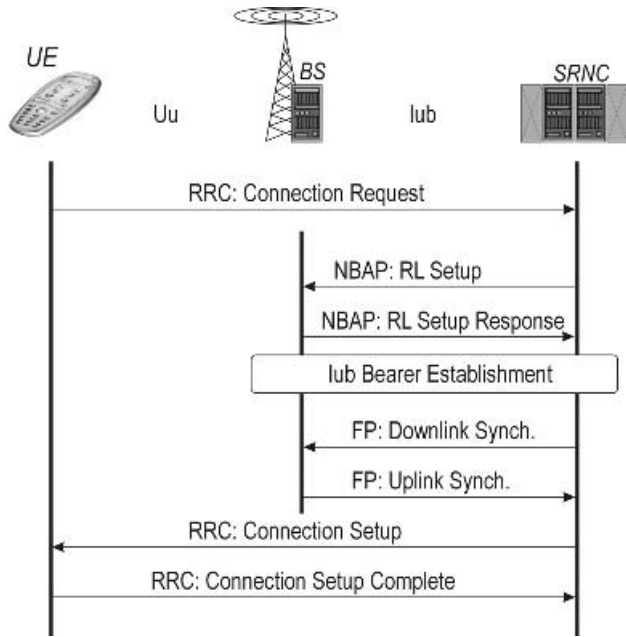 UE
BS
SRNC
Uu
Iub
RRC: Connection Request
NBAP: RL Setup
NBAP: RL Setup Response
Iub Bearer Establishment
FP: Downlink Synch.
FP: Uplink Synch.
RRC: Connection Setup
RRC: Connection Setup Complete